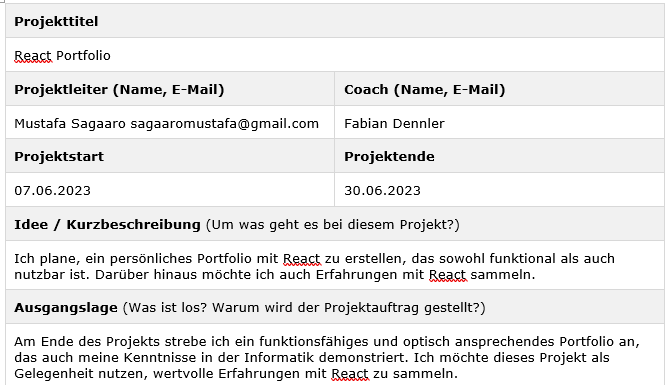 Projekttitel
React Portfolio
Projektleiter (Name, E-Mail) Coach (Name, E-Mail)
Mustafa Sagaaro sagaaromustafa@gmail.com Fabian Dennler
Projektstart Projektende
07.06.2023 30.06.2023
Idee / Kurzbeschreibung (Um was geht es bei diesem Projekt?)
Ich plane, ein persönliches Portfolio mit React zu erstellen, das sowohl funktional als auch
nutzbar ist. Darüber hinaus möchte ich auch Erfahrungen mit React sammeln.
Ausgangslage (Was ist los? Warum wird der Projektauftrag gestellt?)
Am Ende des Projekts strebe ich ein funktionsfähiges und optisch ansprechendes Portfolio an,
das auch meine Kenntnisse in der Informatik demonstriert. Ich möchte dieses Projekt als
Gelegenheit nutzen, wertvolle Erfahrungen mit React zu sammeln.